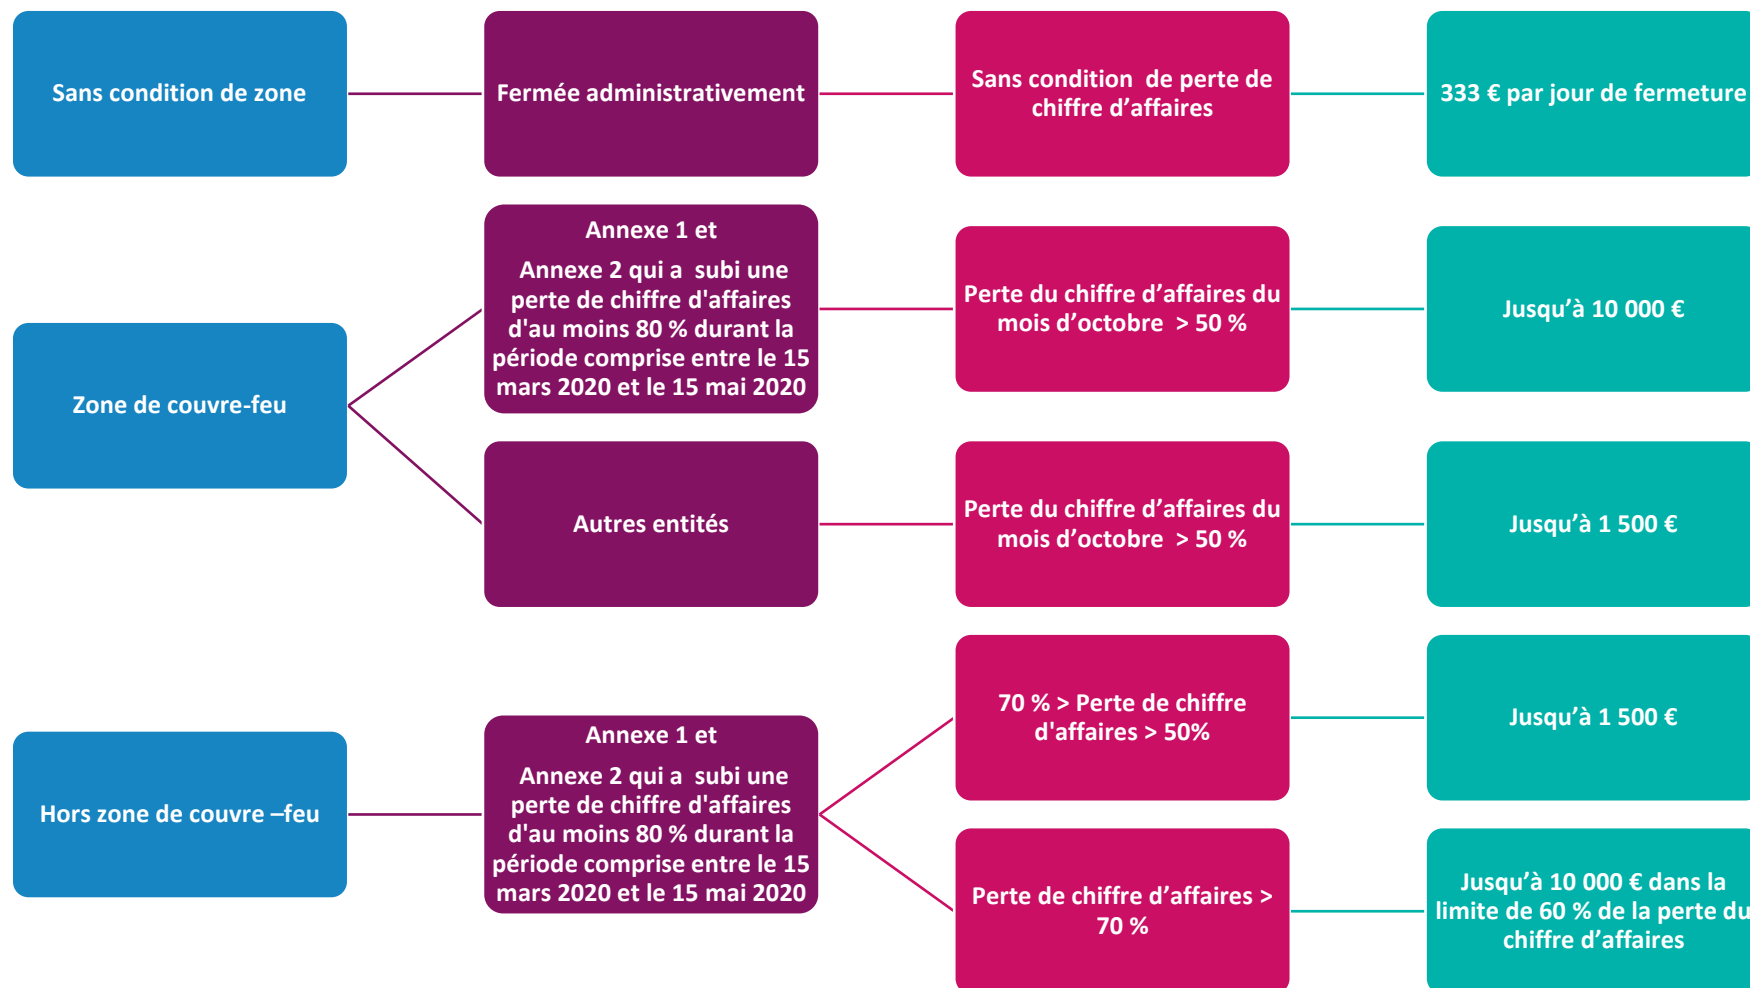 Sans condition de zone
Fermée administrativement
Sans condition  de perte de
chiffre d’affaires
333 € par jour de fermeture
Zone de couvre-feu
Annexe 1 et
Annexe 2 qui a  subi une
perte de chiffre d'affaires
d'au moins 80 % durant la
période comprise entre le 15
mars 2020 et le 15 mai 2020
Perte du chiffre d’affaires du
mois d’octobre  > 50 %
Jusqu’à 10 000 €
Autres entités
Perte du chiffre d’affaires du
mois d’octobre  > 50 %
Jusqu’à 1 500 €
Hors zone de couvre –feu
Annexe 1 et
Annexe 2 qui a  subi une
perte de chiffre d'affaires
d'au moins 80 % durant la
période comprise entre le 15
mars 2020 et le 15 mai 2020
70 % > Perte de chiffre
d'affaires > 50%
Jusqu’à 1 500 €
Perte de chiffre d’affaires >
70 %
Jusqu’à 10 000 € dans la
limite de 60 % de la perte du
chiffre d’affaires